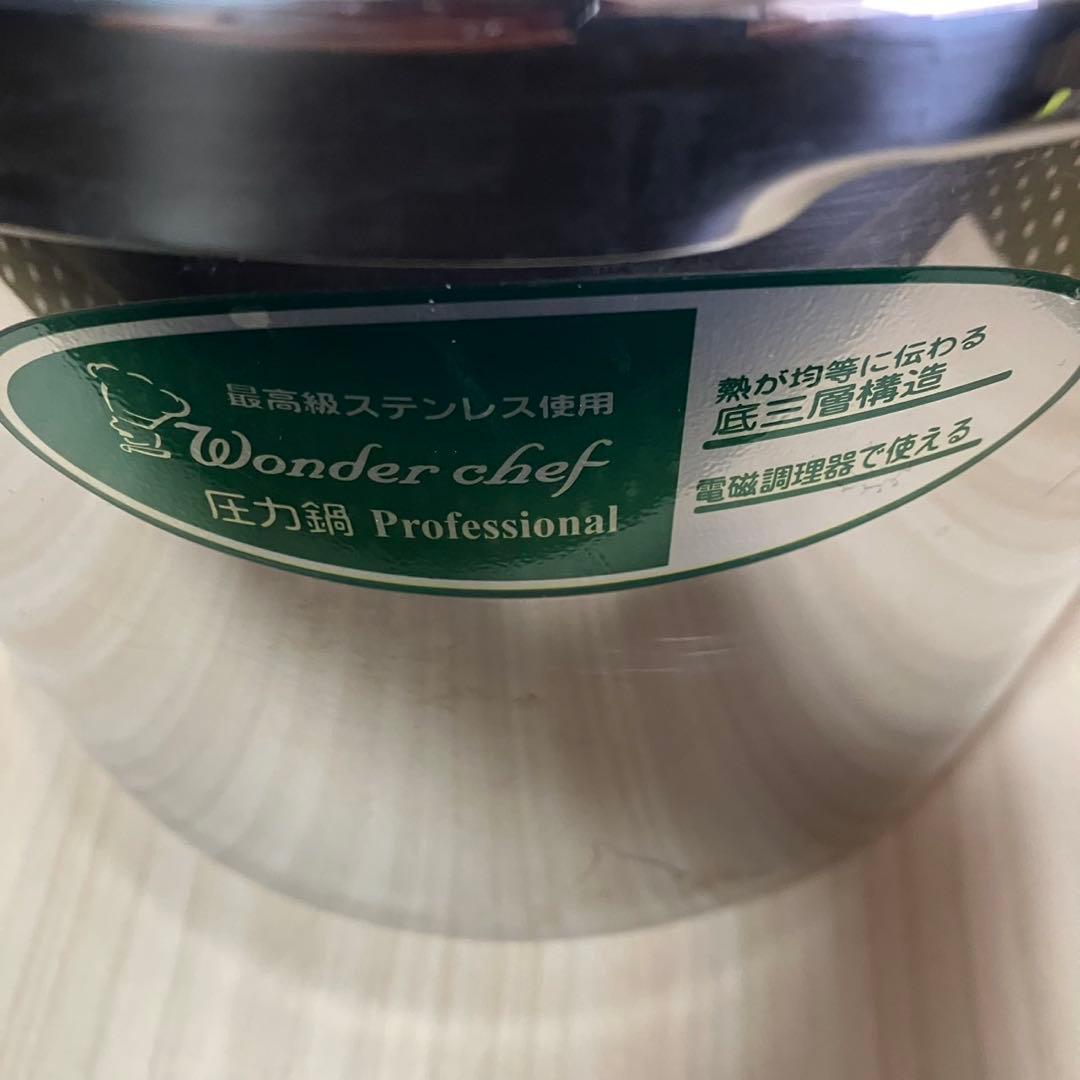 最高級ステンレス使用
Wonder chef
圧力鍋 Professional
熱が均等に伝わる
底三層構造
電磁調理器で使える